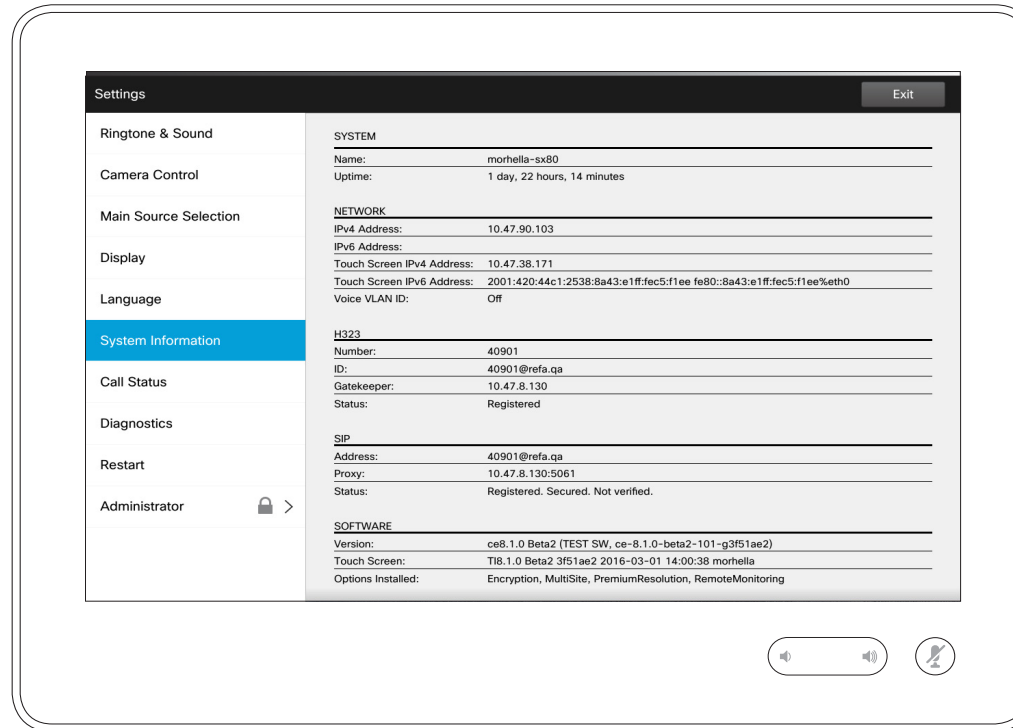 Settings
Exit
Ringtone & Sound
Camera Control
Main Source Selection
Display
Language
System Information
Call Status
Diagnostics
Restart
Administrator
SYSTEM
Name: morhella-sx80
Uptime: 1 day, 22 hours, 14 minutes
NETWORK
IPv4 Address: 10.47.90.103
IPv6 Address:
Touch Screen IPv4 Address: 10.47.38.171
Touch Screen IPv6 Address: 2001:420:44c1:2538:8a43:e1ff:fec5:f1ee fe80::8a43:e1ff:fec5:f1ee%eth0
Voice VLAN ID: Off
H323
Number: 40901
ID: 40901@refa.qa
Gatekeeper: 10.47.8.130
Status: Registered
SIP
Address: 40901@refa.qa
Proxy: 10.47.8.130:5061
Status: Registered. Secured. Not verified.
SOFTWARE
Version: ce8.1.0 Beta2 (TEST SW, ce-8.1.0-beta2-101-g3f51ae2)
Touch Screen: TI8.1.0 Beta2 3f51ae2 2016-03-01 14:00:38 morhella
Options Installed: Encryption, MultiSite, PremiumResolution, RemoteMonitoring